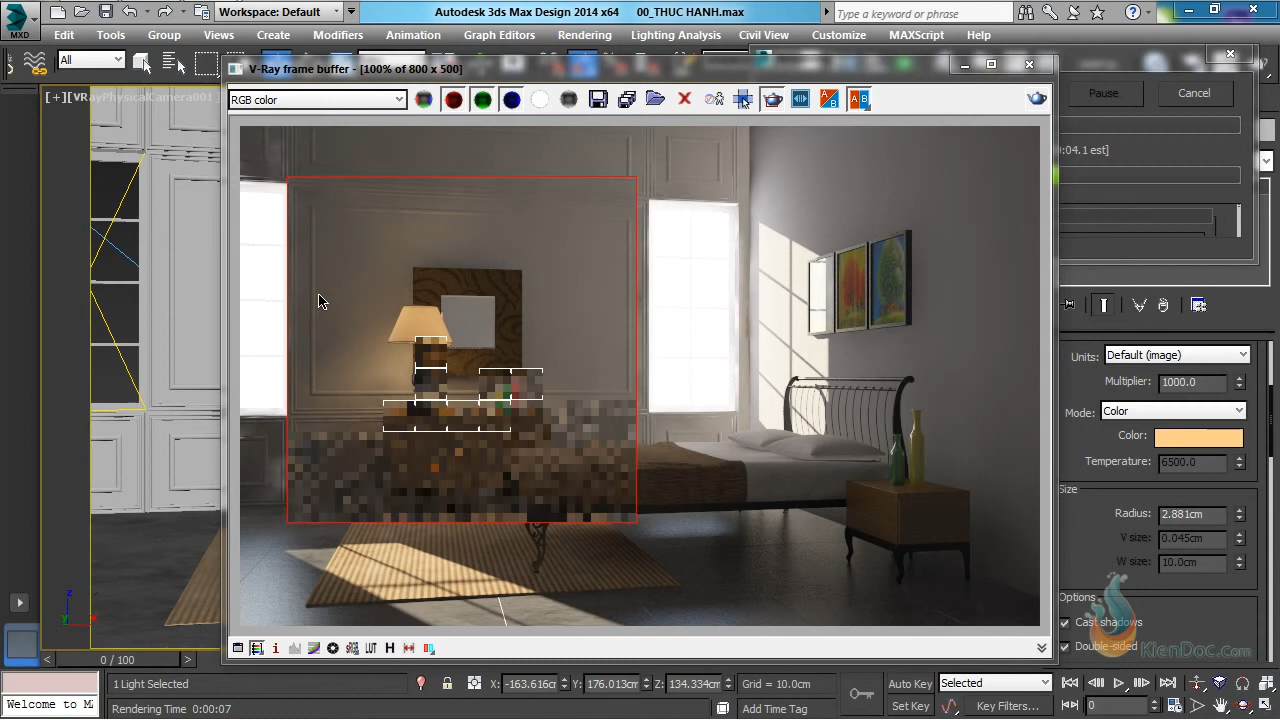 Workspace: Default
Autodesk 3ds Max Design 2014 x64 00_THUC HANH.max
Type a keyword or phrase
MXD
Edit Tools Group Views Create Modifiers Animation Graph Editors Rendering Lighting Analysis Civil View Customize MAXScript Help
All
[+][VRayPhysicalCamera001
V-Ray frame buffer - [100% of 800 x 500]
RGB color
Pause Cancel
:04.1 est]
Units: Default (image)
Multiplier: 1000.0
Mode: Color
Color:
Temperature: 6500.0
Size
Radius: 2.881cm
V size: 0.045cm
W size: 10.0cm
Options
Cast shadows
Double-sided
KienDoc.Com
sRGB LUT H
z
y x
< 0 / 100 >
1 Light Selected
X: -163.616cm Y: 176.013cm Z: 134.334cm Grid = 10.0cm
Auto Key Selected
Welcome to MA
Rendering Time 0:00:07
Add Time Tag
Set Key Key Filters... 0